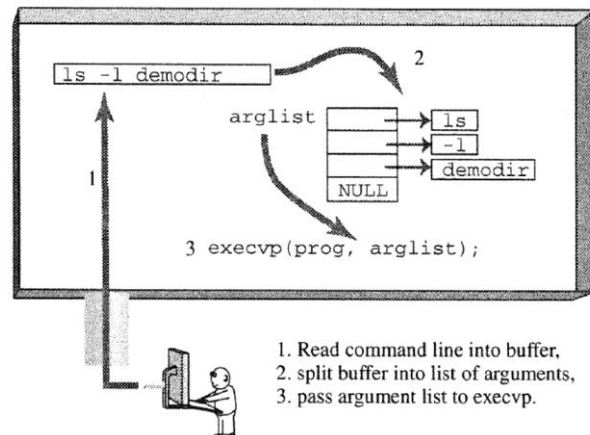 2
ls -l demodir
arglist
ls
-l
demodir
NULL
1
3 execvp(prog, arglist);
1. Read command line into buffer,
2. split buffer into list of arguments,
3. pass argument list to execvp.